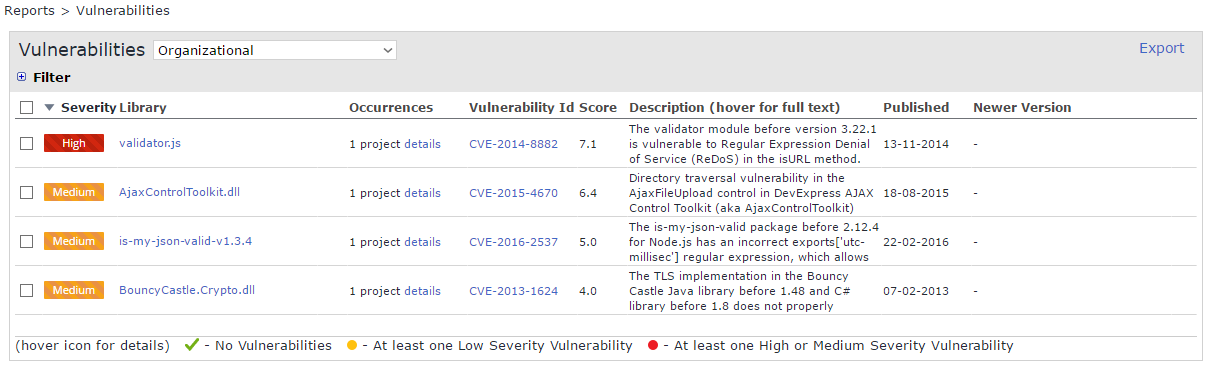 Reports > Vulnerabilities
Vulnerabilities Organizational Export
Filter
Severity Library Occurrences Vulnerability Id Score Description (hover for full text) Published Newer Version
The validator module before version 3.22.1
High validator.js 1 project details CVE-2014-8882 7.1 is vulnerable to Regular Expression Denial 13-11-2014 -
of Service (ReDoS) in the isURL method.
Directory traversal vulnerability in the
Medium AjaxControlToolkit.dll 1 project details CVE-2015-4670 6.4 AjaxFileUpload control in DevExpress AJAX 18-08-2015 -
Control Toolkit (aka AjaxControlToolkit)
The is-my-json-valid package before 2.12.4
Medium is-my-json-valid-v1.3.4 1 project details CVE-2016-2537 5.0 for Node.js has an incorrect exports['utc- 22-02-2016 -
millisec'] regular expression, which allows
The TLS implementation in the Bouncy
Medium BouncyCastle.Crypto.dll 1 project details CVE-2013-1624 4.0 Castle Java library before 1.48 and C# 07-02-2013 -
library before 1.8 does not properly
(hover icon for details) - No Vulnerabilities - At least one Low Severity Vulnerability - At least one High or Medium Severity Vulnerability